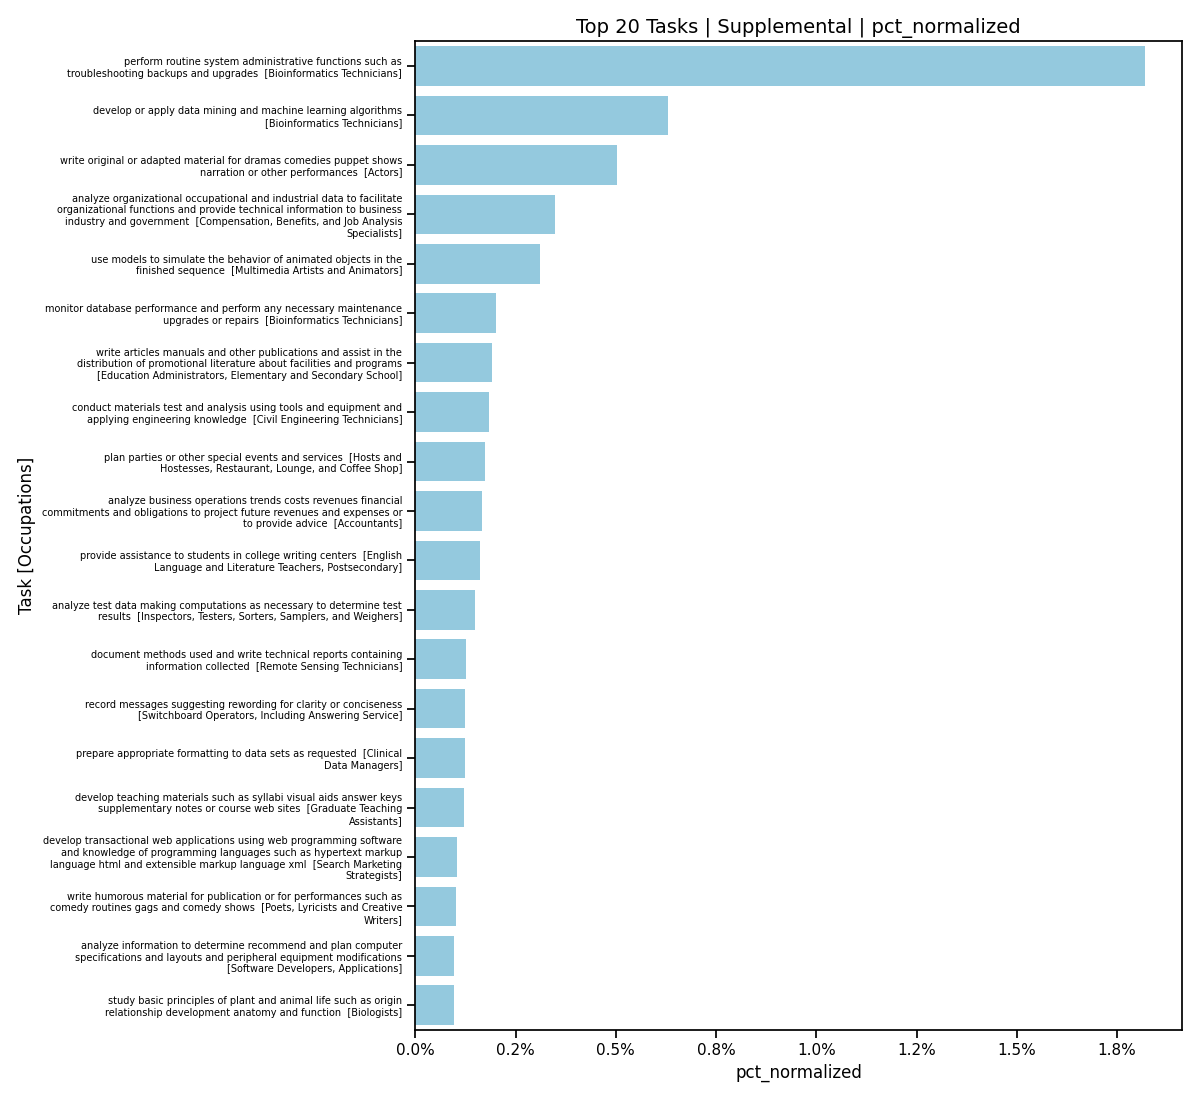 Top 20 Tasks | Supplemental | pct_normalized
perform routine system administrative functions such as
troubleshooting backups and upgrades [Bioinformatics Technicians]
develop or apply data mining and machine learning algorithms
[Bioinformatics Technicians]
write original or adapted material for dramas comedies puppet shows
narration or other performances [Actors]
analyze organizational occupational and industrial data to facilitate
organizational functions and provide technical information to business
industry and government [Compensation, Benefits, and Job Analysis
Specialists]
use models to simulate the behavior of animated objects in the
finished sequence [Multimedia Artists and Animators]
monitor database performance and perform any necessary maintenance
upgrades or repairs [Bioinformatics Technicians]
write articles manuals and other publications and assist in the
distribution of promotional literature about facilities and programs
[Education Administrators, Elementary and Secondary School]
conduct materials test and analysis using tools and equipment and
applying engineering knowledge [Civil Engineering Technicians]
plan parties or other special events and services [Hosts and
Hostesses, Restaurant, Lounge, and Coffee Shop]
analyze business operations trends costs revenues financial
commitments and obligations to project future revenues and expenses or
to provide advice [Accountants]
provide assistance to students in college writing centers [English
Language and Literature Teachers, Postsecondary]
analyze test data making computations as necessary to determine test
results [Inspectors, Testers, Sorters, Samplers, and Weighers]
document methods used and write technical reports containing
information collected [Remote Sensing Technicians]
record messages suggesting rewording for clarity or conciseness
[Switchboard Operators, Including Answering Service]
prepare appropriate formatting to data sets as requested [Clinical
Data Managers]
develop teaching materials such as syllabi visual aids answer keys
supplementary notes or course web sites [Graduate Teaching
Assistants]
develop transactional web applications using web programming software
and knowledge of programming languages such as hypertext markup
language html and extensible markup language xml [Search Marketing
Strategists]
write humorous material for publication or for performances such as
comedy routines gags and comedy shows [Poets, Lyricists and Creative
Writers]
analyze information to determine recommend and plan computer
specifications and layouts and peripheral equipment modifications
[Software Developers, Applications]
study basic principles of plant and animal life such as origin
relationship development anatomy and function [Biologists]
Task [Occupations]
0.0% 0.2% 0.5% 0.8% 1.0% 1.2% 1.5% 1.8%
pct_normalized